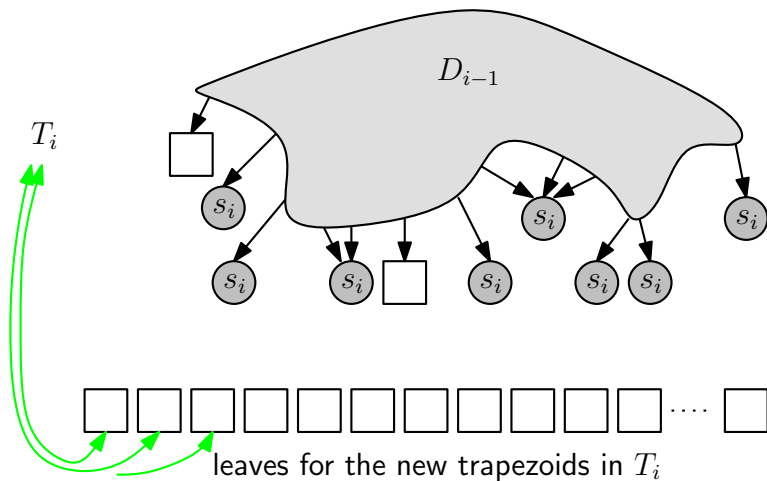 D_{i−1}
T_i
s_i
s_i
s_i
s_i
s_i
s_i
s_i
s_i
s_i
....
leaves for the new trapezoids in T_i